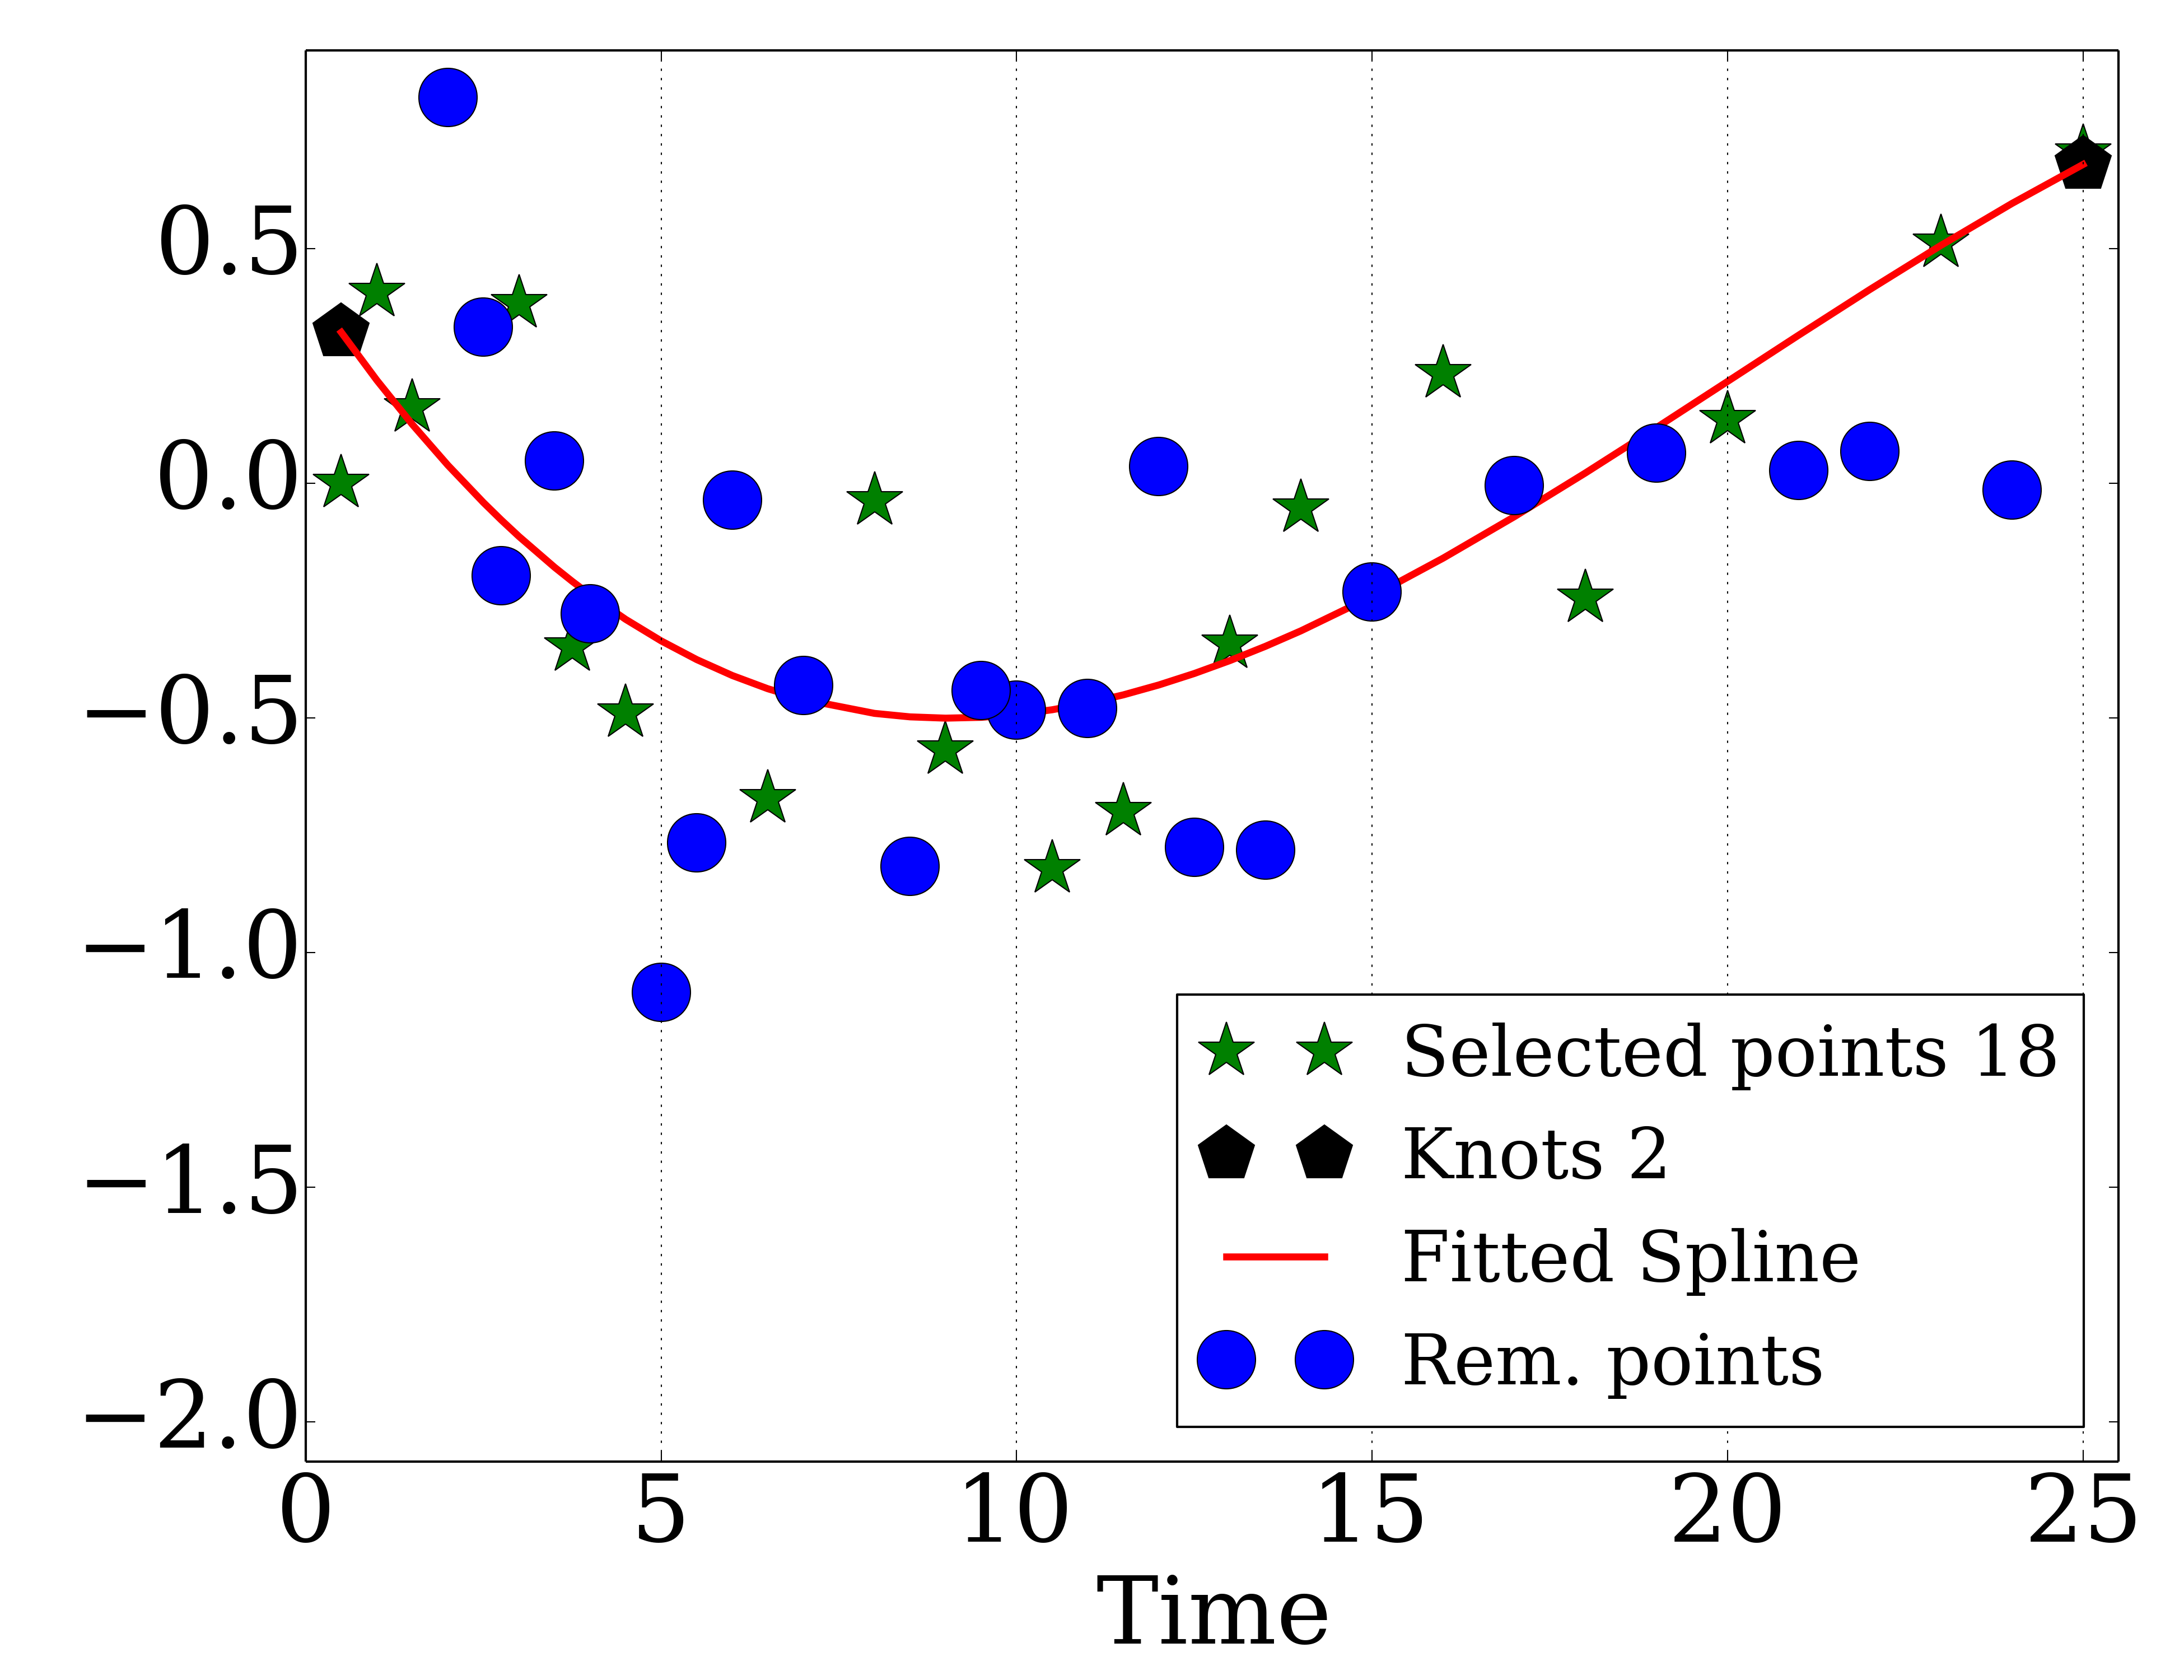 0.5
0.0
−0.5
−1.0
−1.5
−2.0
Selected points 18
Knots 2
Fitted Spline
Rem. points
0 5 10 15 20 25
Time